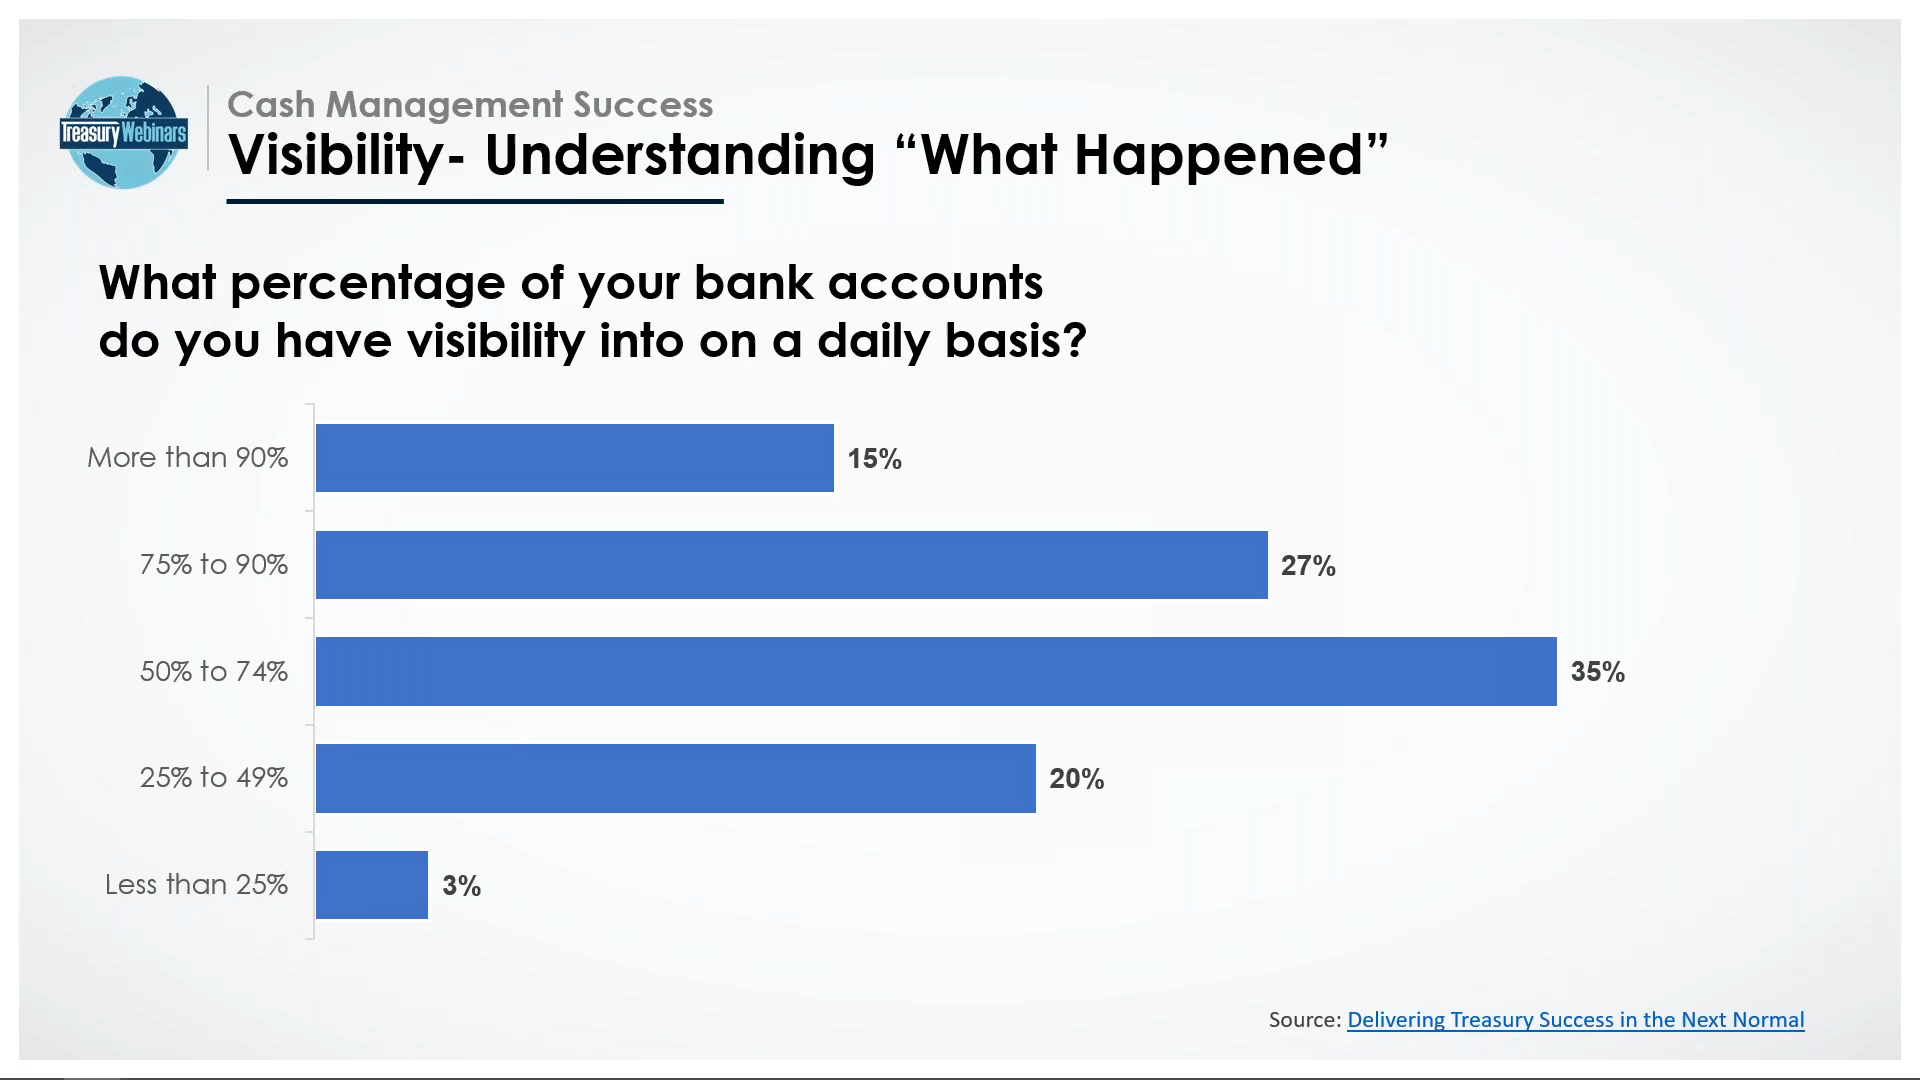 Treasury Webinars
Cash Management Success
Visibility- Understanding “What Happened”
What percentage of your bank accounts
do you have visibility into on a daily basis?
More than 90% 15%
75% to 90% 27%
50% to 74% 35%
25% to 49% 20%
Less than 25% 3%
Source: Delivering Treasury Success in the Next Normal